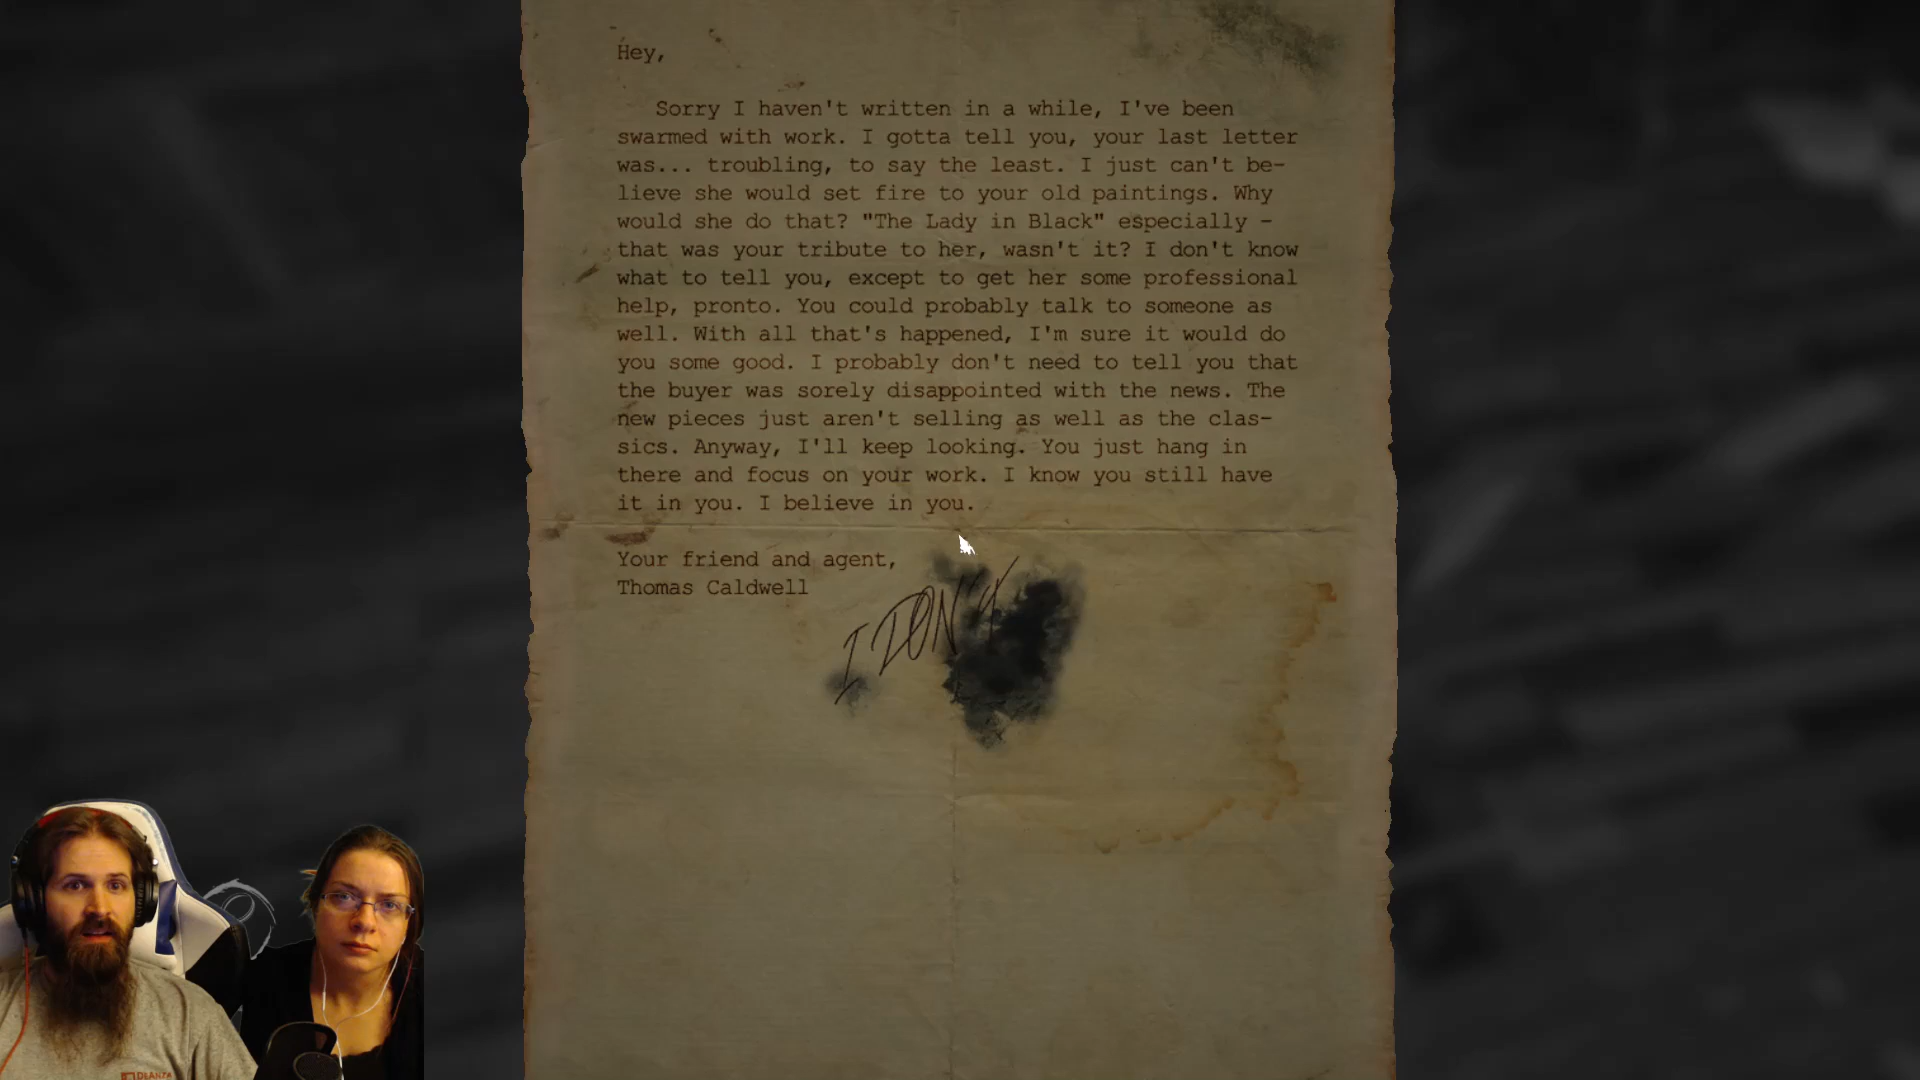 Hey,
Sorry I haven't written in a while, I've been
swarmed with work. I gotta tell you, your last letter
was... troubling, to say the least. I just can't be-
lieve she would set fire to your old paintings. Why
would she do that? "The Lady in Black" especially -
that was your tribute to her, wasn't it? I don't know
what to tell you, except to get her some professional
help, pronto. You could probably talk to someone as
well. With all that's happened, I'm sure it would do
you some good. I probably don't need to tell you that
the buyer was sorely disappointed with the news. The
new pieces just aren't selling as well as the clas-
sics. Anyway, I'll keep looking. You just hang in
there and focus on your work. I know you still have
it in you. I believe in you.
Your friend and agent,
Thomas Caldwell
I DON'T